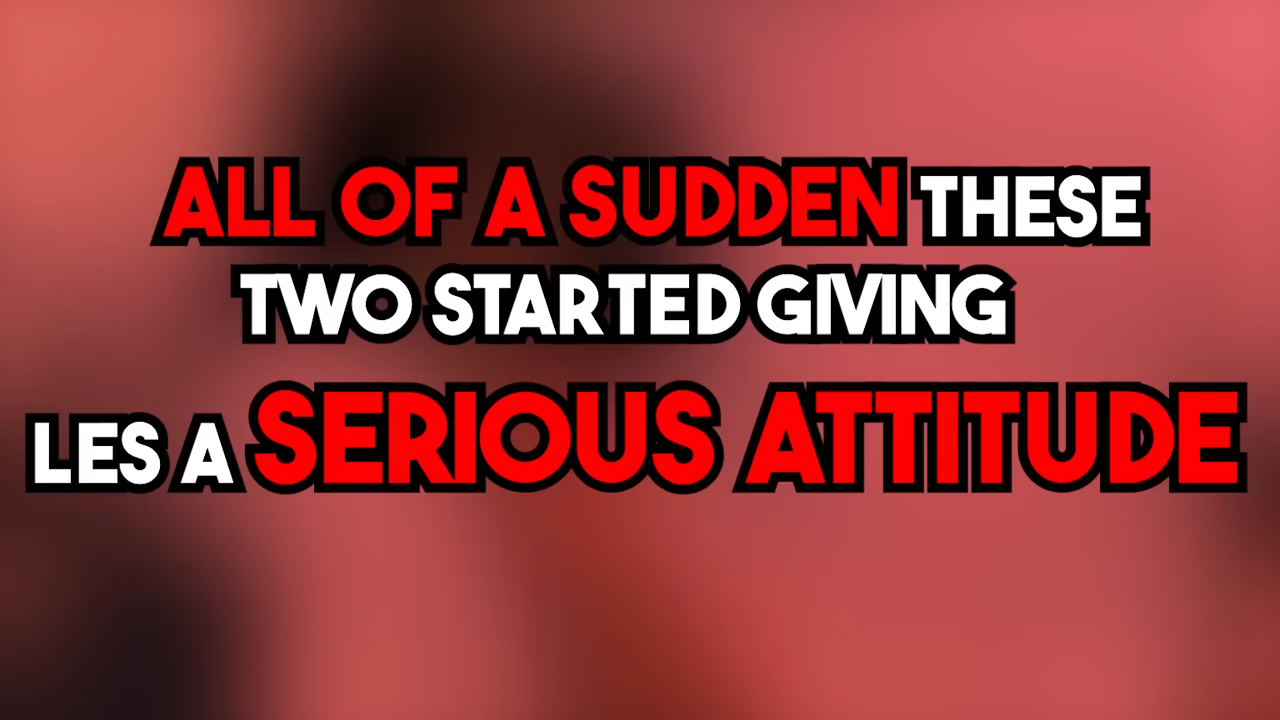 ALL OF A SUDDEN THESE
TWO STARTED GIVING
LES A SERIOUS ATTITUDE